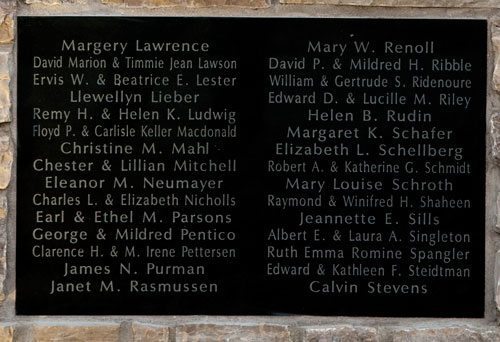 Margery Lawrence
David Marion & Timmie Jean Lawson
Ervis W. & Beatrice E. Lester
Llewellyn Lieber
Remy H. & Helen K. Ludwig
Floyd P. & Carlisle Keller Macdonald
Christine M. Mahl
Chester & Lillian Mitchell
Eleanor M. Neumayer
Charles L. & Elizabeth Nicholls
Earl & Ethel M. Parsons
George & Mildred Pentico
Clarence H. & M. Irene Pettersen
James N. Purman
Janet M. Rasmussen
Mary W. Renoll
David P. & Mildred H. Ribble
William & Gertrude S. Ridenoure
Edward D. & Lucille M. Riley
Helen B. Rudin
Margaret K. Schafer
Elizabeth L. Schellberg
Robert A. & Katherine G. Schmidt
Mary Louise Schroth
Raymond & Winifred H. Shaheen
Jeannette E. Sills
Albert E. & Laura A. Singleton
Ruth Emma Romine Spangler
Edward & Kathleen F. Steidtman
Calvin Stevens